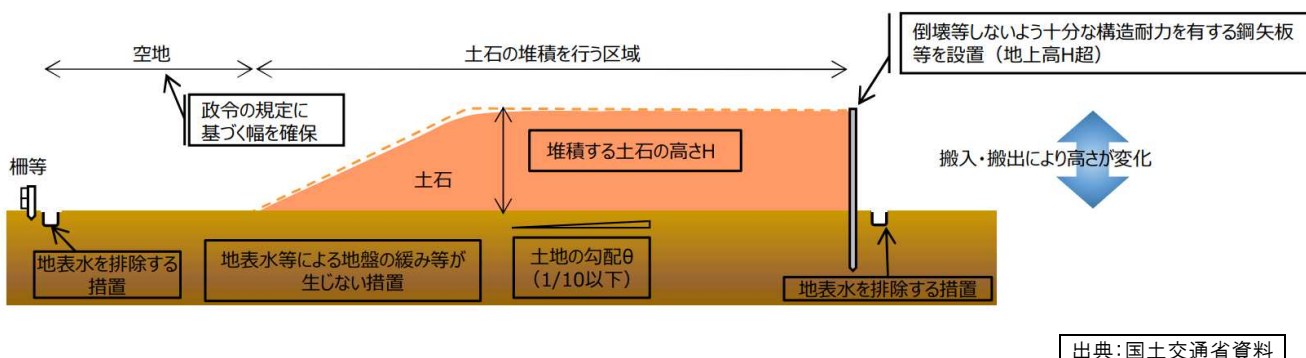 空地
土石の堆積を行う区域
倒壊等しないよう十分な構造耐力を有する鋼矢板
等を設置（地上高H超）
政令の規定に
基づく幅を確保
堆積する土石の高さH
搬入・搬出により高さが変化
柵等
土石
地表水を排除する
措置
地表水等による地盤の緩み等が
生じない措置
土地の勾配θ
（1/10以下）
地表水を排除する措置
出典：国土交通省資料